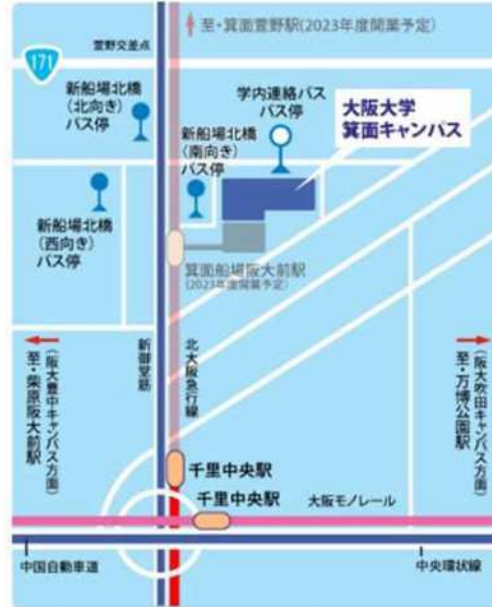 至・箕面萱野駅(2023年度開業予定)
萱野交差点
171
新船場北橋
(北向き)
バス停
学内連絡バス
バス停
大阪大学
箕面キャンパス
新船場北橋
(南向き)
バス停
新船場北橋
(西向き)
バス停
箕面船場阪大前駅
(2023年度開業予定)
新御堂筋
北大阪急行線
(阪大豊中キャンパス方面)
至・柴原阪大前駅
(阪大吹田キャンパス方面)
至・万博公園駅
千里中央駅
千里中央駅
大阪モノレール
中国自動車道
中央環状線